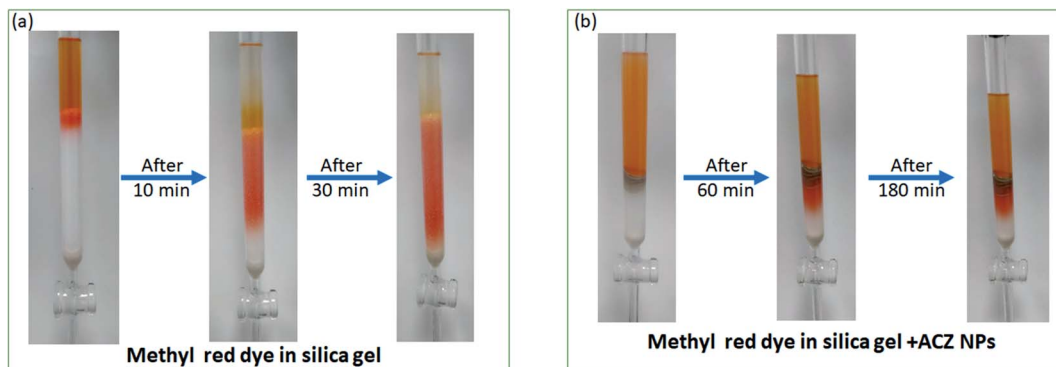 (a)
After
10 min
After
30 min
Methyl red dye in silica gel
(b)
After
60 min
After
180 min
Methyl red dye in silica gel +ACZ NPs